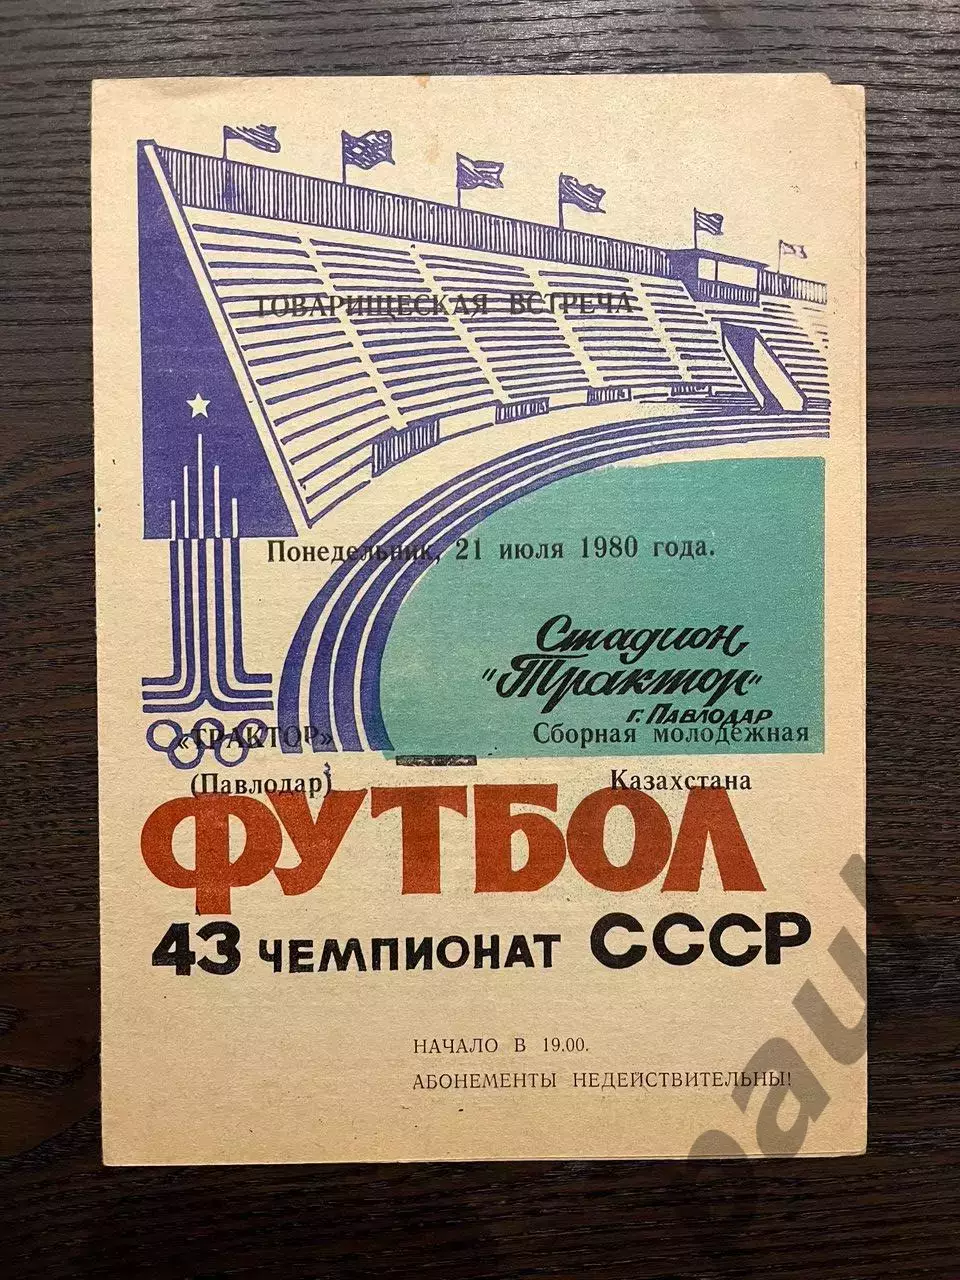 ТОВАРИЩЕСКАЯ ВСТРЕЧА
Понедельник, 21 июля 1980 года.
Стадион
"Трактор"
г. ПАВЛОДАР
«ТРАКТОР»
(Павлодар)
—
Сборная молодежная
Казахстана
ФУТБОЛ
43 ЧЕМПИОНАТ СССР
НАЧАЛО В 19.00.
АБОНЕМЕНТЫ НЕДЕЙСТВИТЕЛЬНЫ!